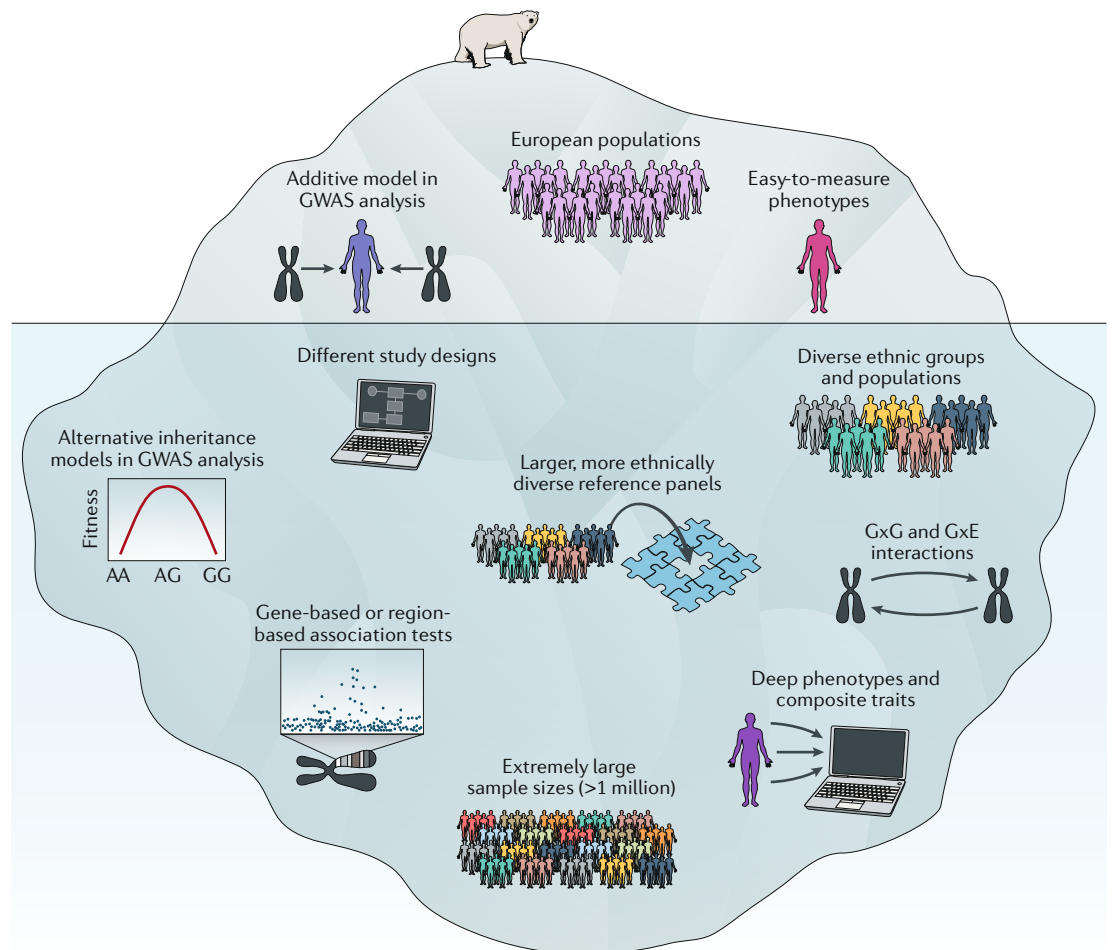 European populations
Additive model in
GWAS analysis
Easy-to-measure
phenotypes
Different study designs
Diverse ethnic groups
and populations
Alternative inheritance
models in GWAS analysis
Fitness
AA AG GG
Larger, more ethnically
diverse reference panels
GxG and GxE
interactions
Gene-based or region-
based association tests
Deep phenotypes and
composite traits
Extremely large
sample sizes (>1 million)